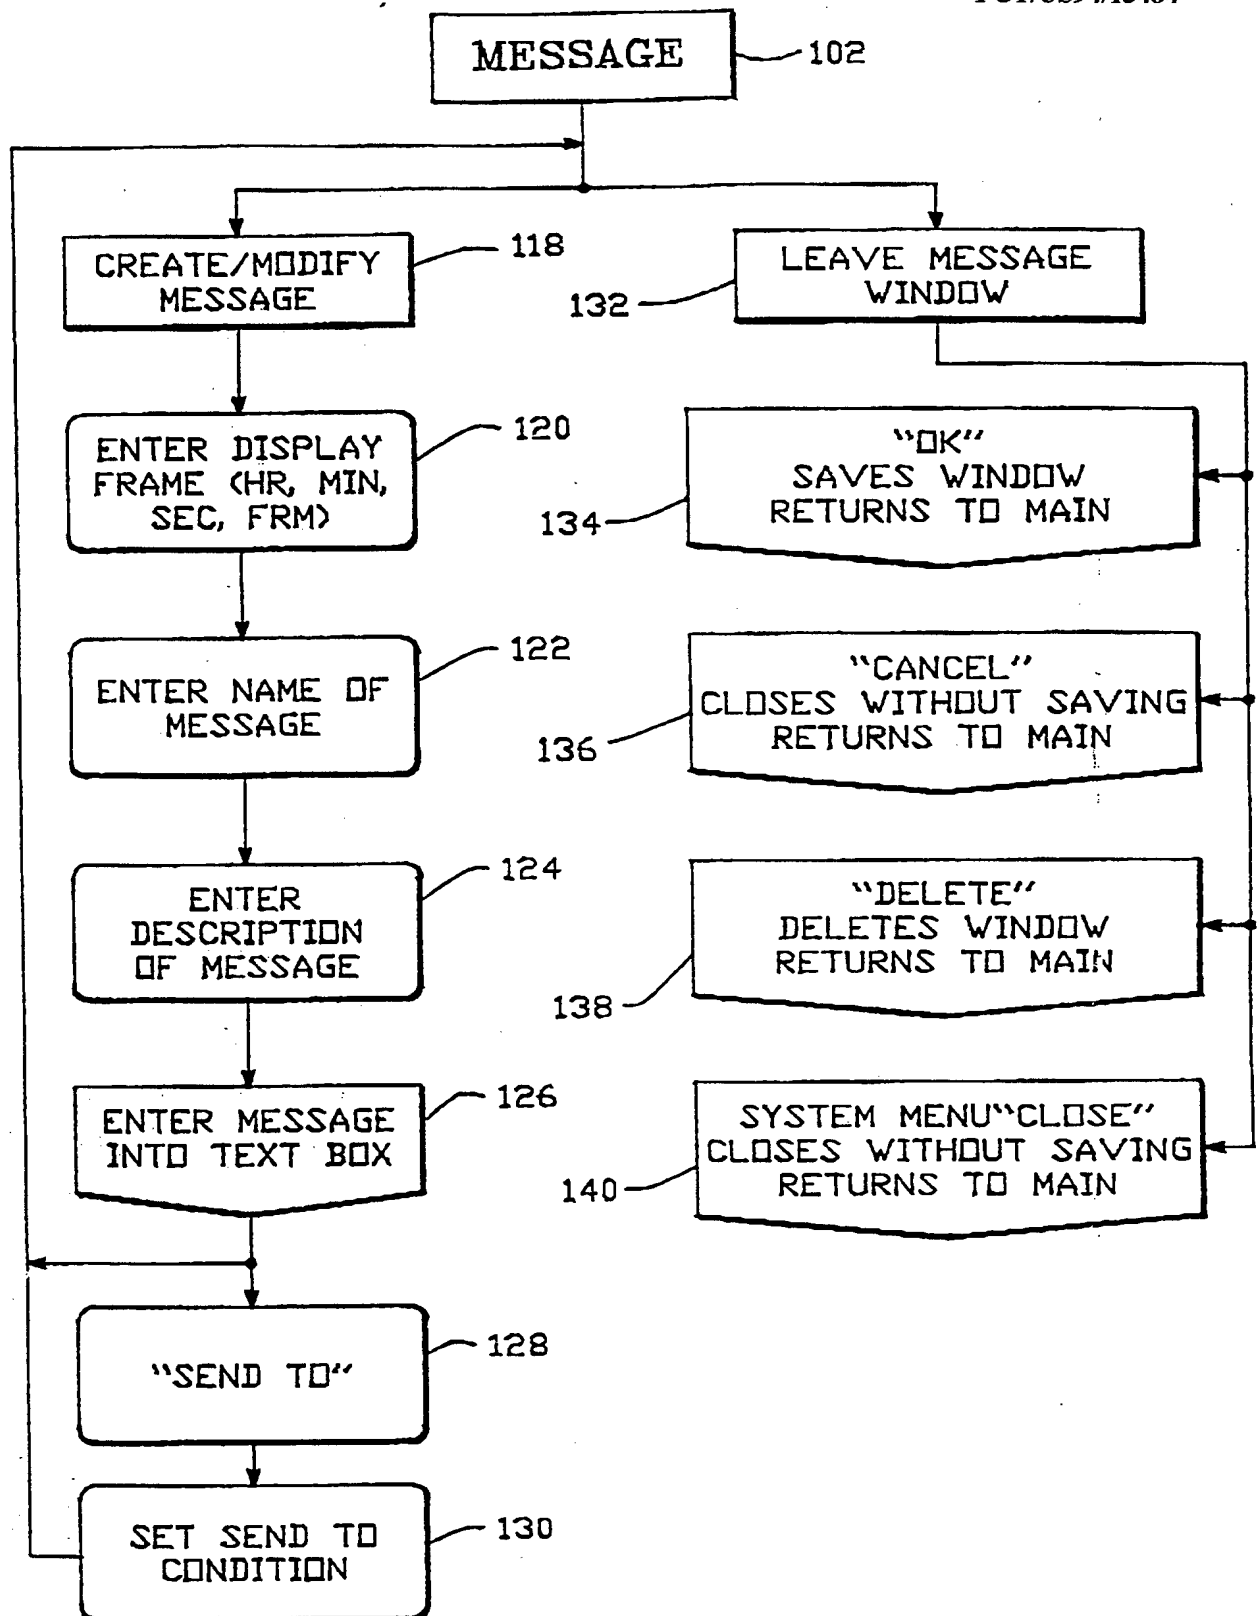 MESSAGE
102
CREATE/MODIFY
MESSAGE
118
LEAVE MESSAGE
WINDOW
132
ENTER DISPLAY
FRAME (HR, MIN,
SEC, FRM)
120
"OK"
SAVES WINDOW
RETURNS TO MAIN
134
ENTER NAME OF
MESSAGE
122
"CANCEL"
CLOSES WITHOUT SAVING
RETURNS TO MAIN
136
ENTER
DESCRIPTION
OF MESSAGE
124
"DELETE"
DELETES WINDOW
RETURNS TO MAIN
138
ENTER MESSAGE
INTO TEXT BOX
126
SYSTEM MENU"CLOSE"
CLOSES WITHOUT SAVING
RETURNS TO MAIN
140
"SEND TO"
128
SET SEND TO
CONDITION
130